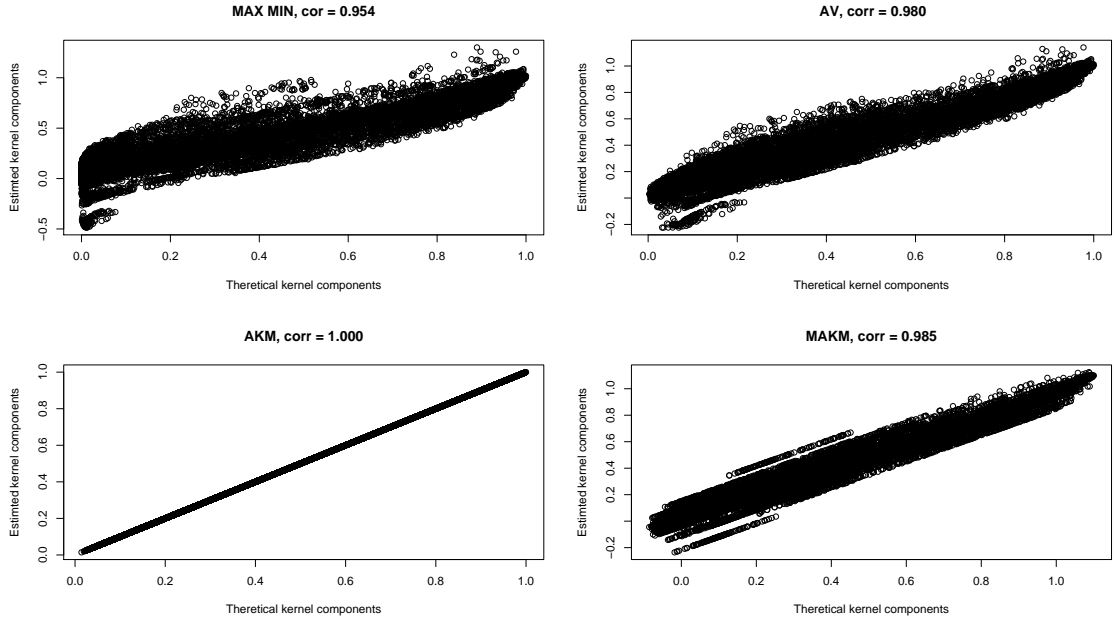 MAX MIN, cor = 0.954
1.0
0.5
0.0
−0.5
Estimted kernel components
0.0 0.2 0.4 0.6 0.8 1.0
Theretical kernel components
AV, corr = 0.980
1.0
0.8
0.6
0.4
0.2
−0.2
Estimted kernel components
0.0 0.2 0.4 0.6 0.8 1.0
Theretical kernel components
AKM, corr = 1.000
1.0
0.8
0.6
0.4
0.2
0.0
Estimted kernel components
0.0 0.2 0.4 0.6 0.8 1.0
Theretical kernel components
MAKM, corr = 0.985
1.0
0.8
0.6
0.4
0.2
−0.2
Estimted kernel components
0.0 0.2 0.4 0.6 0.8 1.0
Theretical kernel components